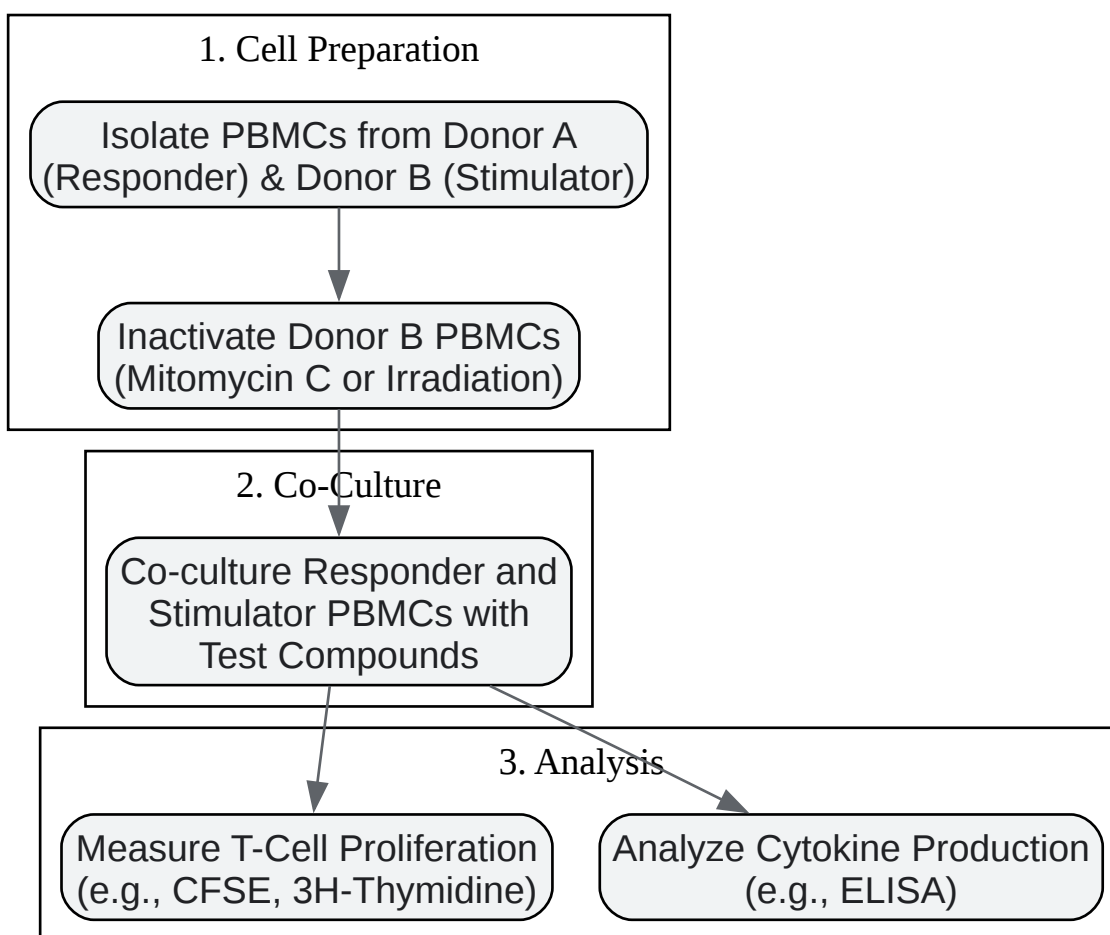 1. Cell Preparation
Isolate PBMCs from Donor A
(Responder) & Donor B (Stimulator)
Inactivate Donor B PBMCs
(Mitomycin C or Irradiation)
2. Co-Culture
Co-culture Responder and
Stimulator PBMCs with
Test Compounds
3. Analysis
Measure T-Cell Proliferation
(e.g., CFSE, 3H-Thymidine)
Analyze Cytokine Production
(e.g., ELISA)